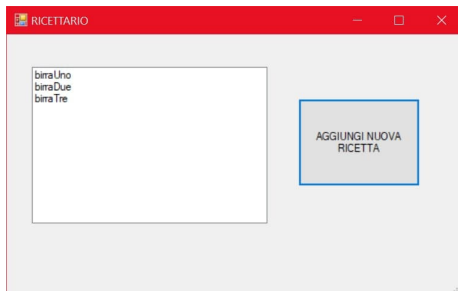 RICETTARIO
birraUno
birraDue
birraTre
AGGIUNGI NUOVA
RICETTA